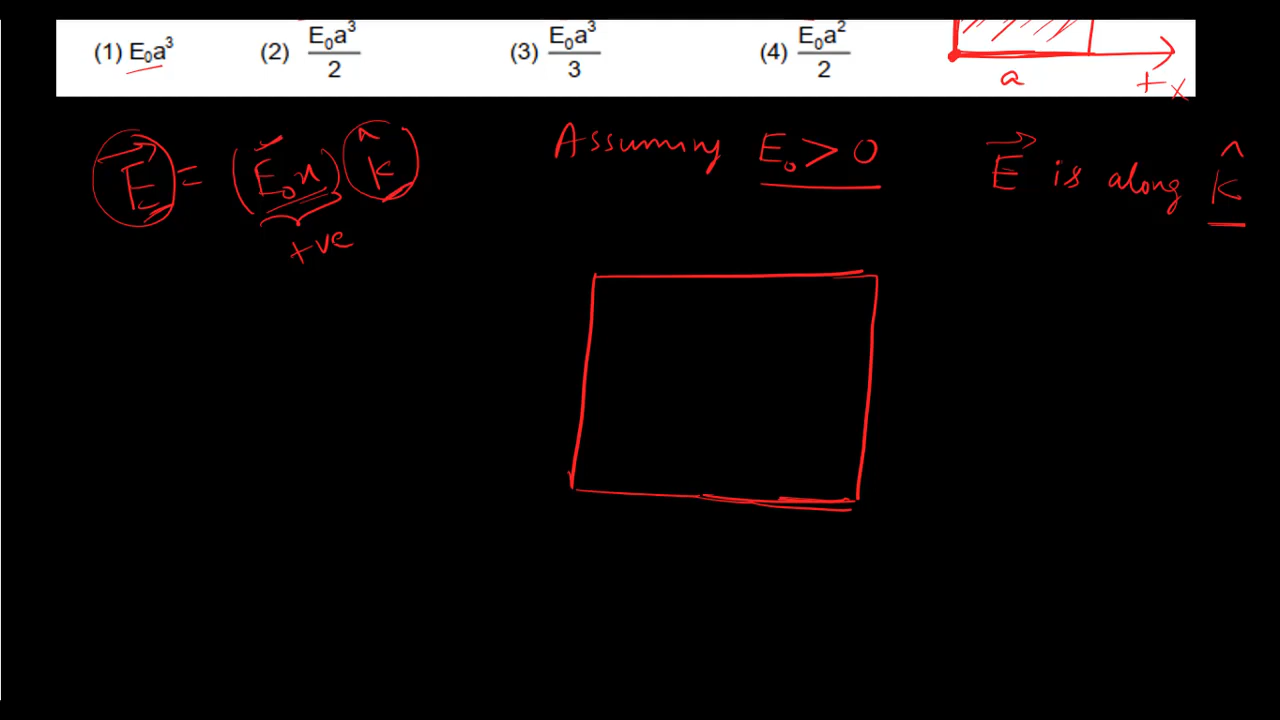 (1) E₀a³ (2) E₀a³/2 (3) E₀a³/3 (4) E₀a²/2
a
+x
E⃗ = (E₀x) k̂
+ve
Assuming E₀ > 0
E⃗ is along k̂